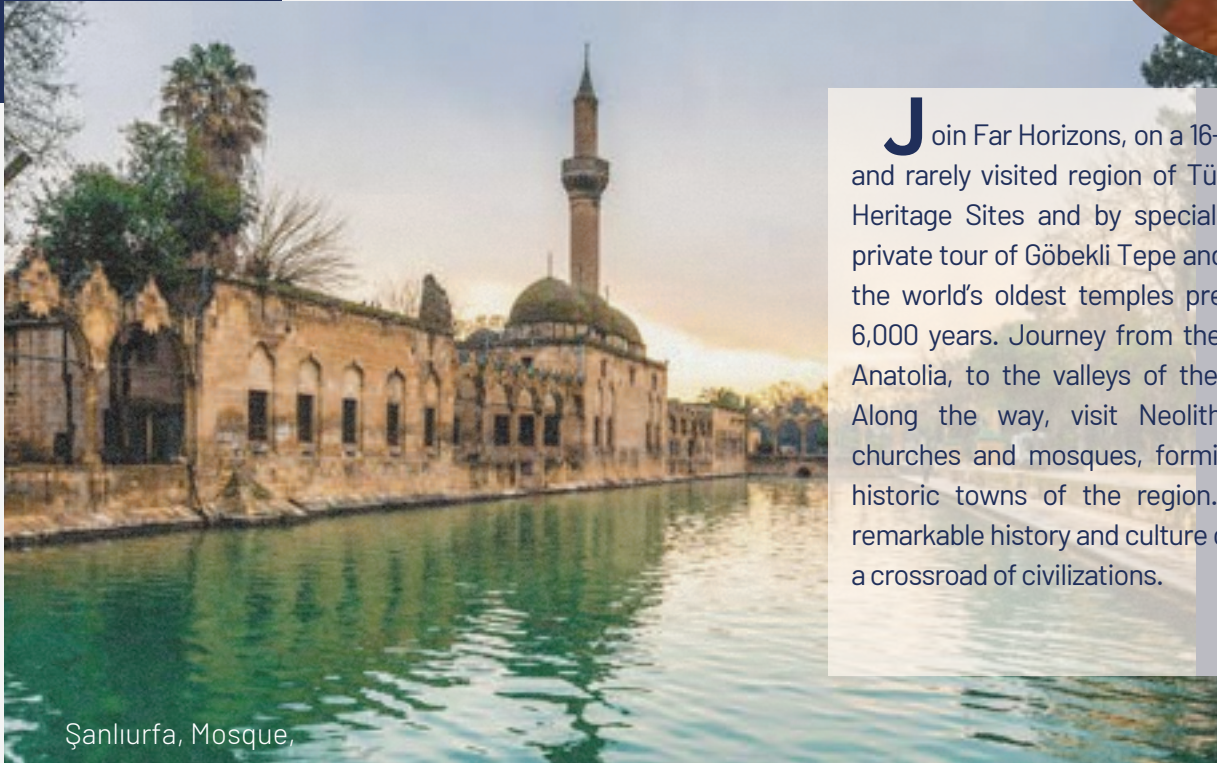 Join Far Horizons, on a 16-
and rarely visited region of Tü
Heritage Sites and by special
private tour of Göbekli Tepe and
the world’s oldest temples pre
6,000 years. Journey from the
Anatolia, to the valleys of the
Along the way, visit Neolith
churches and mosques, formi
historic towns of the region.
remarkable history and culture
a crossroad of civilizations.
Şanlıurfa, Mosque,